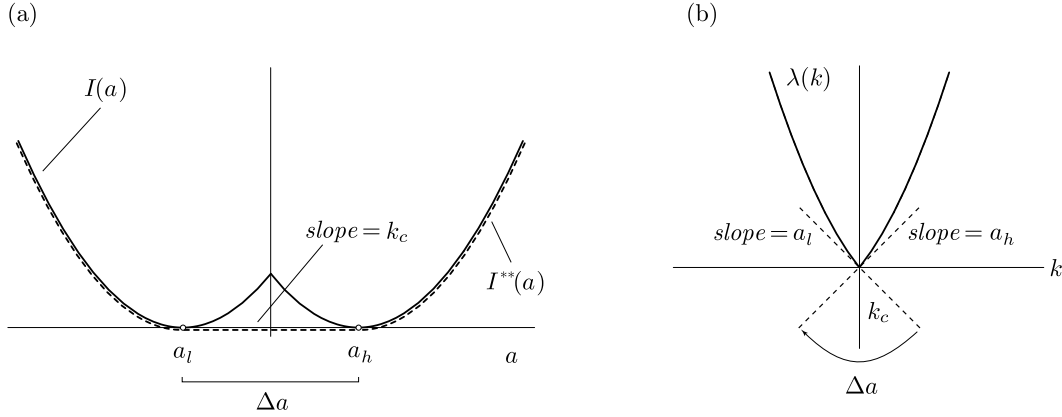 (a)
I(a)
slope = k_c
I**(a)
a_l
a_h
a
Δa
(b)
λ(k)
slope = a_l
slope = a_h
k
k_c
Δa